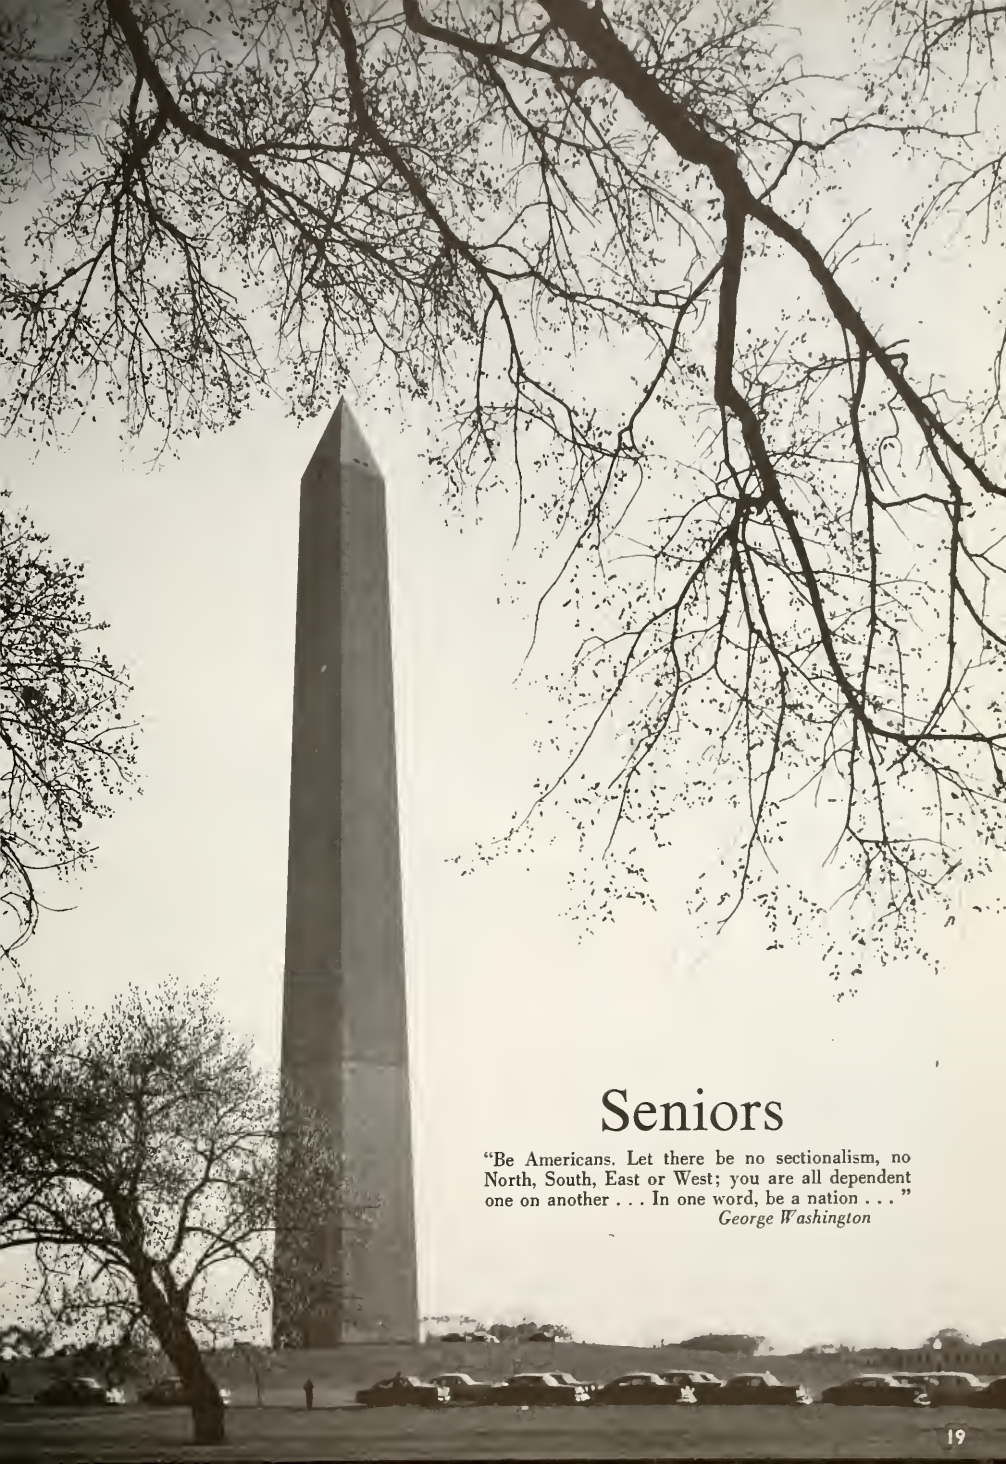 Seniors
“Be Americans. Let there be no sectionalism, no
North, South, East or West; you are all dependent
one on another . . . In one word, be a nation . . . ”
George Washington
19